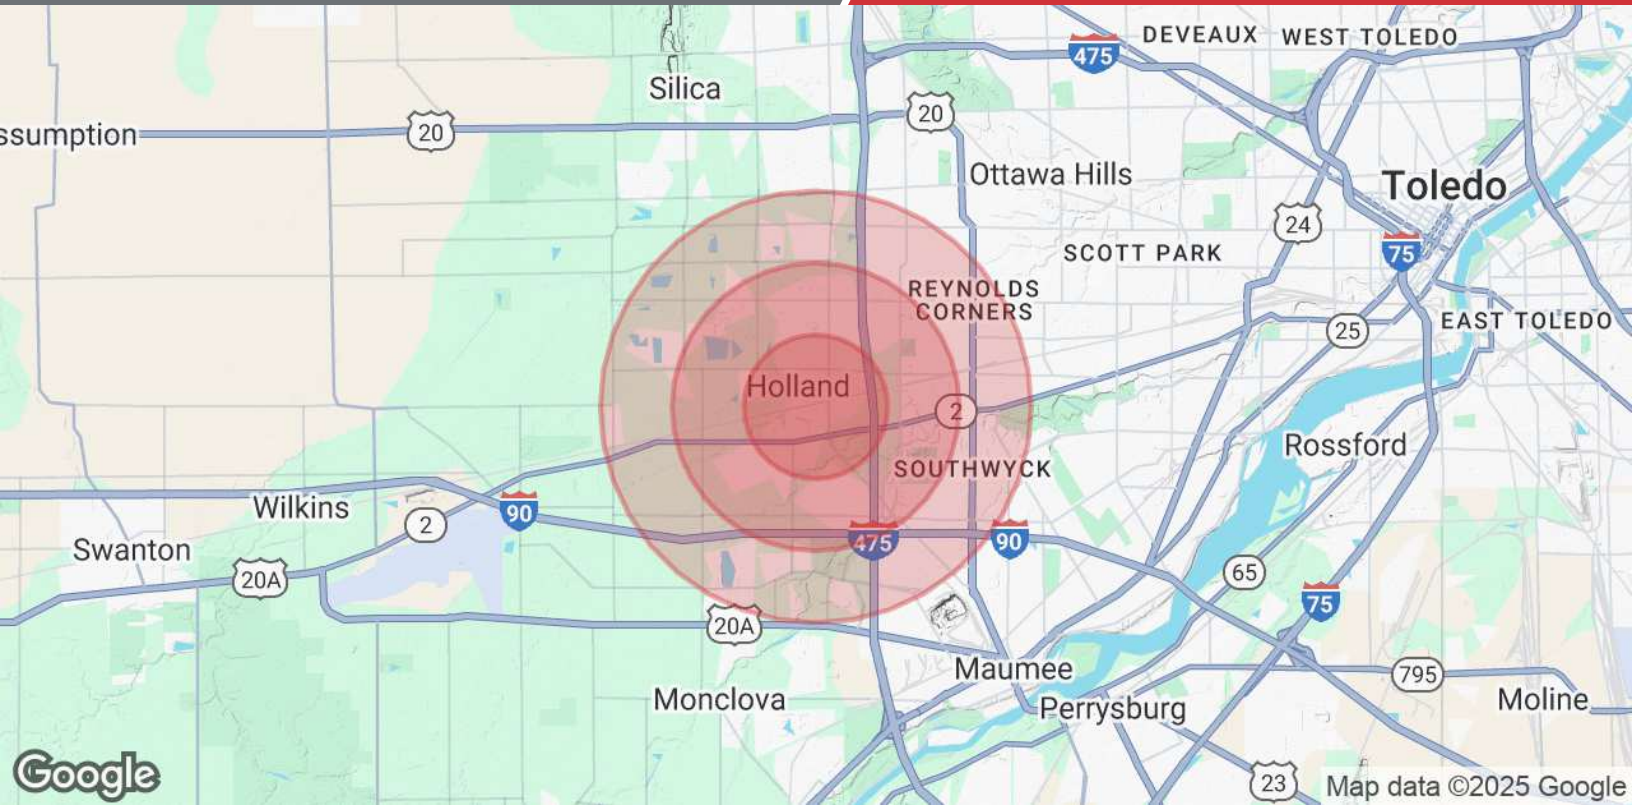 DEVEAUX
WEST TOLEDO
475
Silica
20
20
ssumption
Ottawa Hills
Toledo
24
75
SCOTT PARK
REYNOLDS
CORNERS
25
EAST TOLEDO
Holland
2
Rossford
SOUTHWYCK
Wilkins
90
2
475
90
Swanton
20A
65
75
20A
Maumee
795
Monclova
Perrysburg
Moline
Google
23
Map data ©2025 Google